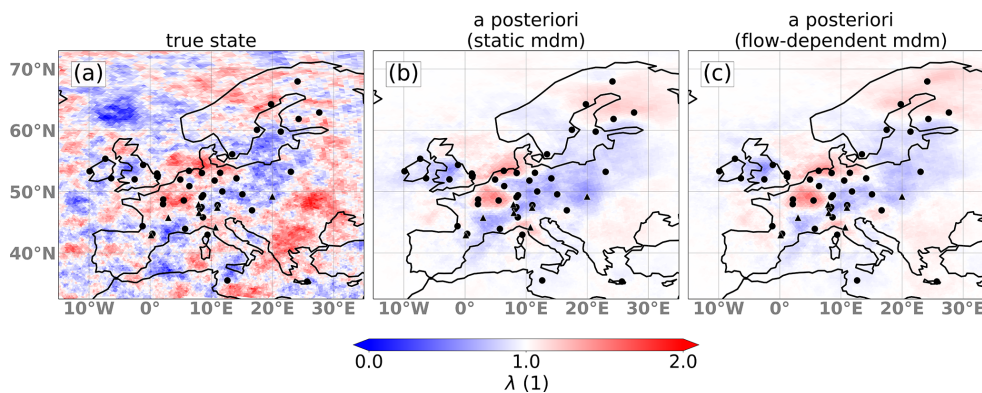 true state
a posteriori
(static mdm)
a posteriori
(flow-dependent mdm)
(a)
(b)
(c)
70°N
60°N
50°N
40°N
10°W 0° 10°E 20°E 30°E
10°W 0° 10°E 20°E 30°E
10°W 0° 10°E 20°E 30°E
0.0 1.0 2.0
λ (1)